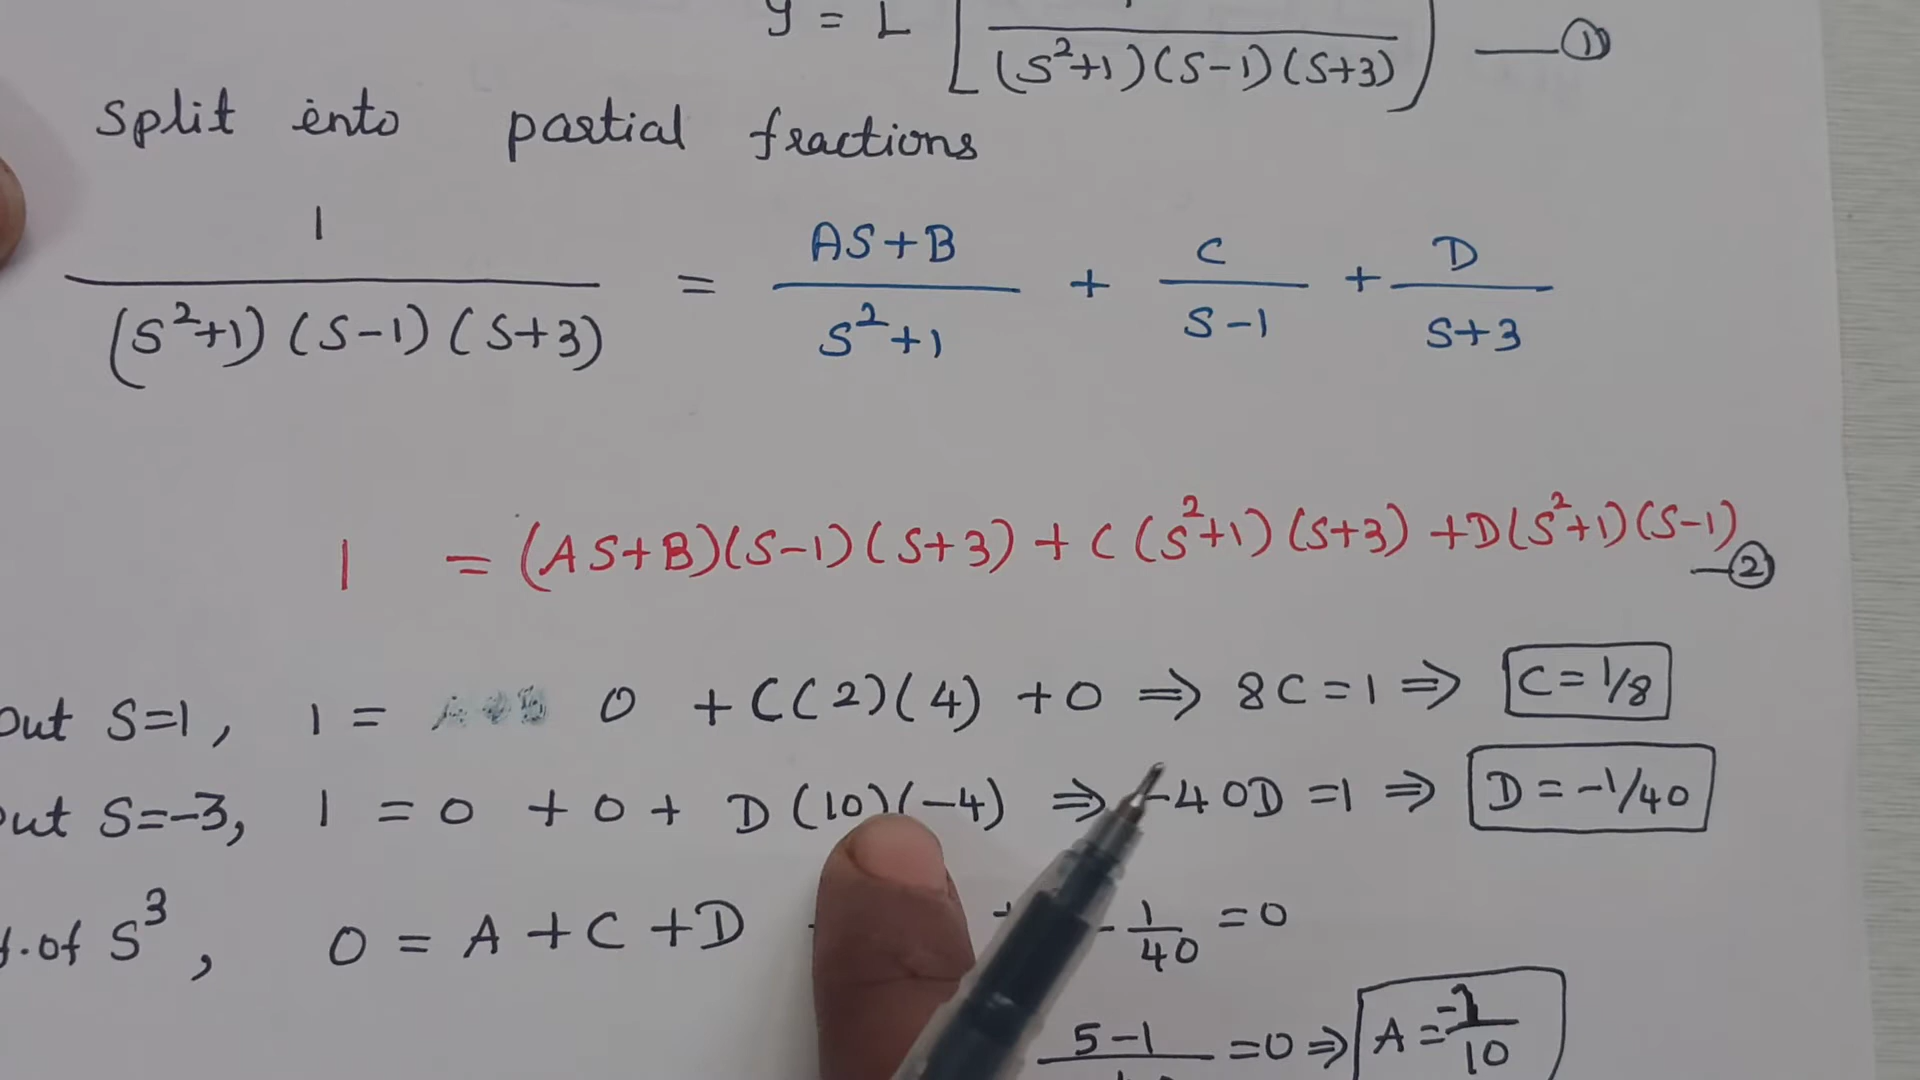 y = L [ / (S²+1)(S-1)(S+3) ] — ①
Split into partial fractions
1 / (S²+1)(S-1)(S+3) = AS+B / S²+1 + C / S-1 + D / S+3
1 = (AS+B)(S-1)(S+3) + C(S²+1)(S+3) + D(S²+1)(S-1) — ②
put S=1, 1 = 0 + C(2)(4) + 0 ⇒ 8C=1 ⇒ C = 1/8
put S=-3, 1 = 0 + 0 + D(10)(-4) ⇒ -40D =1 ⇒ D = -1/40
of S³, 0 = A + C + D - 1/40 = 0
5-1 =0 ⇒ A = -1/10